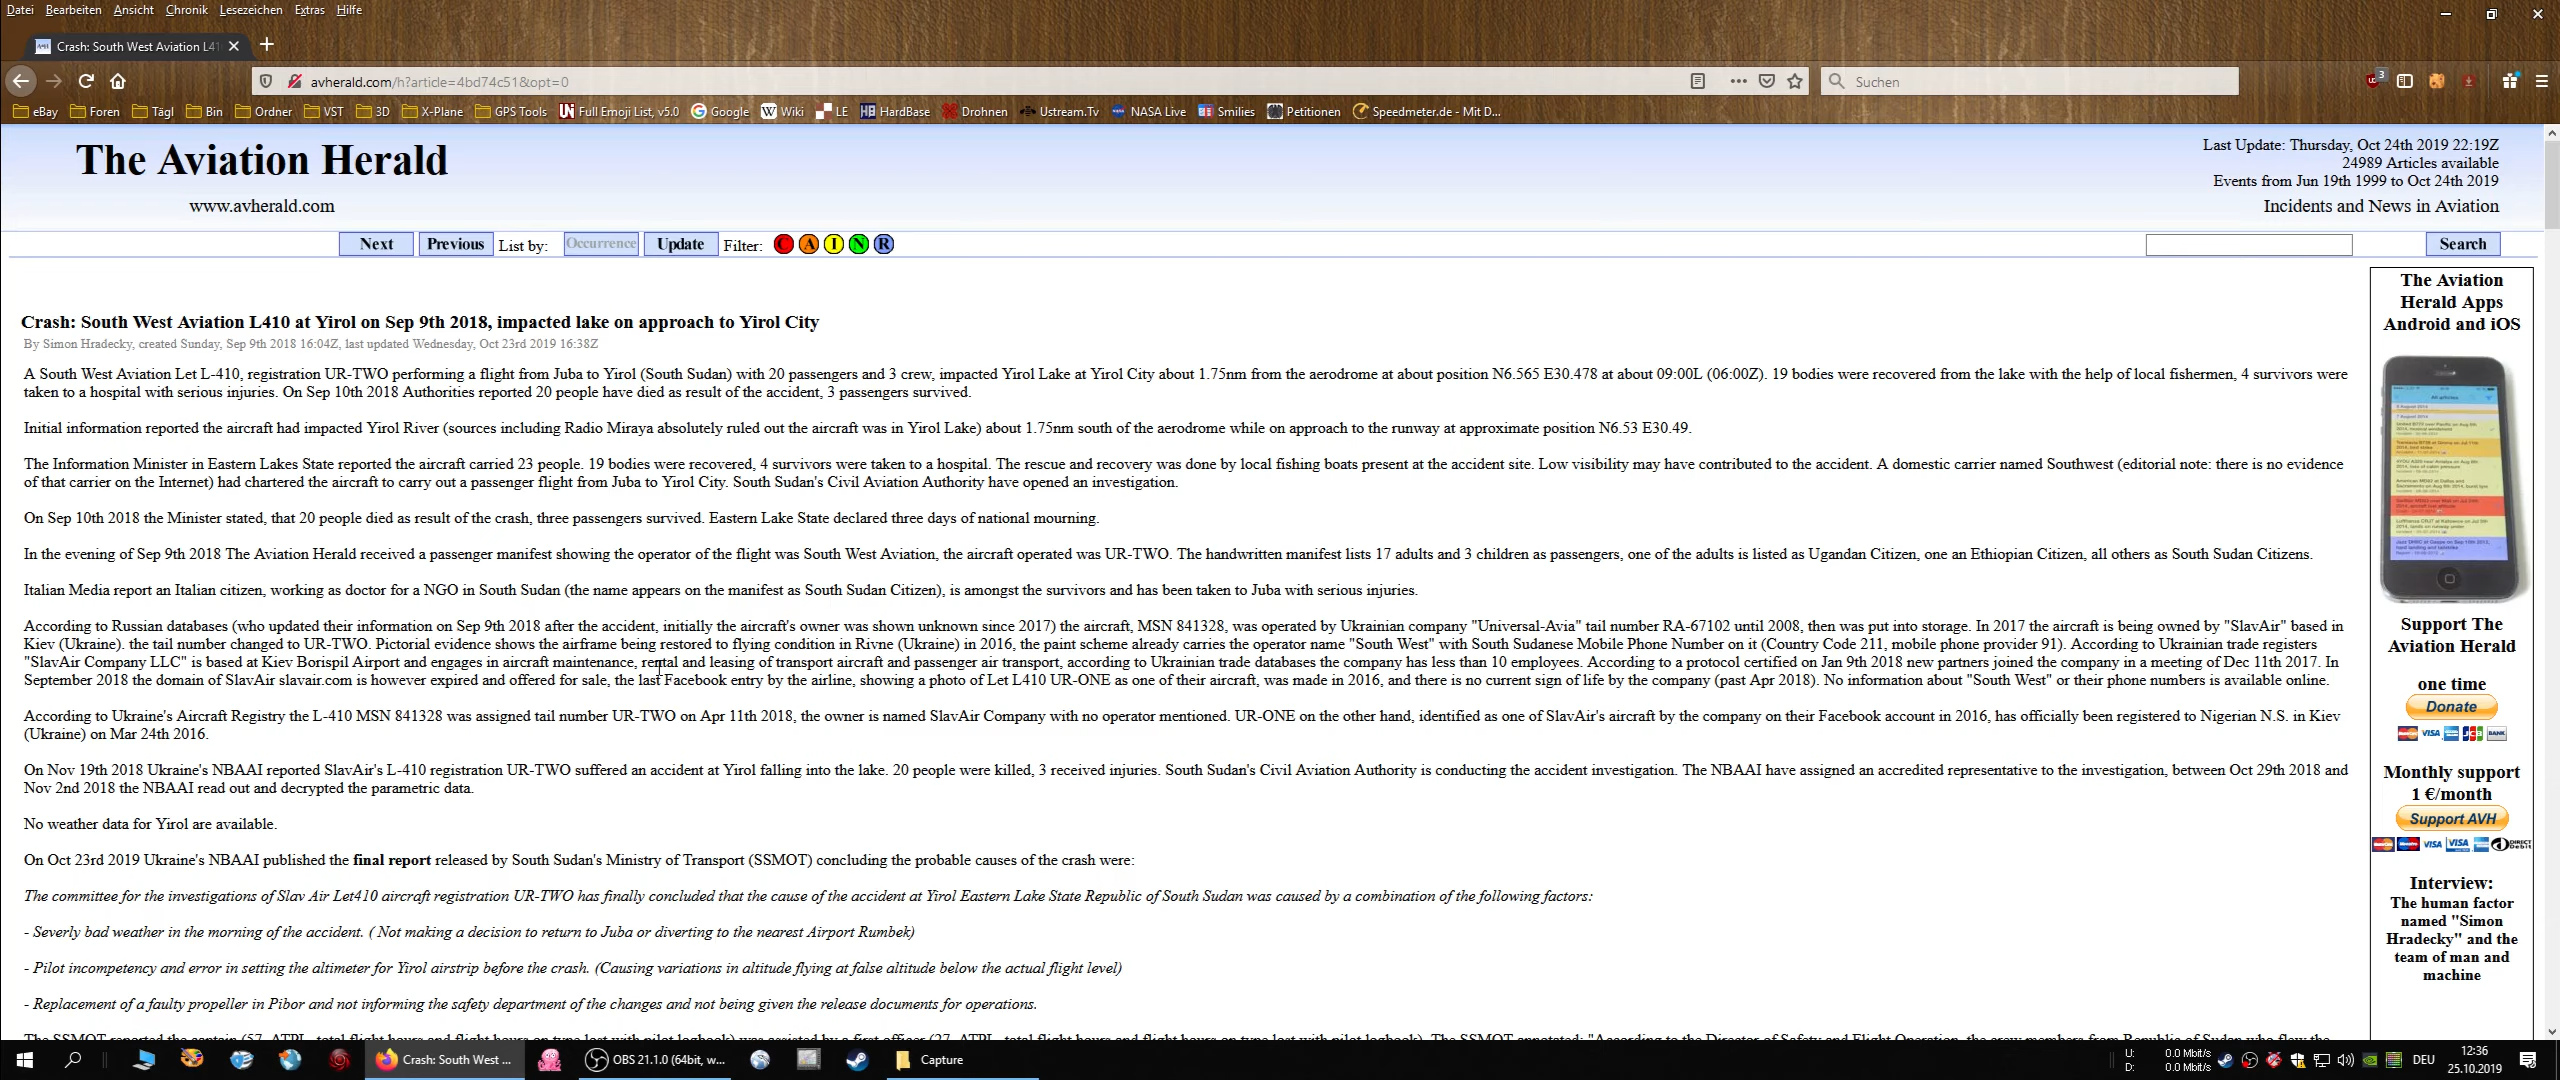 Datei Bearbeiten Ansicht Chronik Lesezeichen Extras Hilfe
Crash: South West Aviation L41
avherald.com/h?article=4bd74c51&opt=0
Suchen
3
eBay Foren Tägl Bin Ordner VST 3D X-Plane GPS Tools Full Emoji List, v5.0 Google Wiki LE HardBase Drohnen Ustream.Tv NASA Live Smilies Petitionen Speedmeter.de - Mit D...
The Aviation Herald
www.avherald.com
Last Update: Thursday, Oct 24th 2019 22:19Z
24989 Articles available
Events from Jun 19th 1999 to Oct 24th 2019
Incidents and News in Aviation
Next Previous List by: Occurrence Update Filter: C A I N R Search
Crash: South West Aviation L410 at Yirol on Sep 9th 2018, impacted lake on approach to Yirol City
By Simon Hradecky, created Sunday, Sep 9th 2018 16:04Z, last updated Wednesday, Oct 23rd 2019 16:38Z
A South West Aviation Let L-410, registration UR-TWO performing a flight from Juba to Yirol (South Sudan) with 20 passengers and 3 crew, impacted Yirol Lake at Yirol City about 1.75nm from the aerodrome at about position N6.565 E30.478 at about 09:00L (06:00Z). 19 bodies were recovered from the lake with the help of local fishermen, 4 survivors were
taken to a hospital with serious injuries. On Sep 10th 2018 Authorities reported 20 people have died as result of the accident, 3 passengers survived.
Initial information reported the aircraft had impacted Yirol River (sources including Radio Miraya absolutely ruled out the aircraft was in Yirol Lake) about 1.75nm south of the aerodrome while on approach to the runway at approximate position N6.53 E30.49.
The Information Minister in Eastern Lakes State reported the aircraft carried 23 people. 19 bodies were recovered, 4 survivors were taken to a hospital. The rescue and recovery was done by local fishing boats present at the accident site. Low visibility may have contributed to the accident. A domestic carrier named Southwest (editorial note: there is no evidence
of that carrier on the Internet) had chartered the aircraft to carry out a passenger flight from Juba to Yirol City. South Sudan's Civil Aviation Authority have opened an investigation.
On Sep 10th 2018 the Minister stated, that 20 people died as result of the crash, three passengers survived. Eastern Lake State declared three days of national mourning.
In the evening of Sep 9th 2018 The Aviation Herald received a passenger manifest showing the operator of the flight was South West Aviation, the aircraft operated was UR-TWO. The handwritten manifest lists 17 adults and 3 children as passengers, one of the adults is listed as Ugandan Citizen, one an Ethiopian Citizen, all others as South Sudan Citizens.
Italian Media report an Italian citizen, working as doctor for a NGO in South Sudan (the name appears on the manifest as South Sudan Citizen), is amongst the survivors and has been taken to Juba with serious injuries.
According to Russian databases (who updated their information on Sep 9th 2018 after the accident, initially the aircraft's owner was shown unknown since 2017) the aircraft, MSN 841328, was operated by Ukrainian company "Universal-Avia" tail number RA-67102 until 2008, then was put into storage. In 2017 the aircraft is being owned by "SlavAir" based in
Kiev (Ukraine). the tail number changed to UR-TWO. Pictorial evidence shows the airframe being restored to flying condition in Rivne (Ukraine) in 2016, the paint scheme already carries the operator name "South West" with South Sudanese Mobile Phone Number on it (Country Code 211, mobile phone provider 91). According to Ukrainian trade registers
"SlavAir Company LLC" is based at Kiev Borispil Airport and engages in aircraft maintenance, rental and leasing of transport aircraft and passenger air transport, according to Ukrainian trade databases the company has less than 10 employees. According to a protocol certified on Jan 9th 2018 new partners joined the company in a meeting of Dec 11th 2017. In
September 2018 the domain of SlavAir slavair.com is however expired and offered for sale, the last Facebook entry by the airline, showing a photo of Let L410 UR-ONE as one of their aircraft, was made in 2016, and there is no current sign of life by the company (past Apr 2018). No information about "South West" or their phone numbers is available online.
According to Ukraine's Aircraft Registry the L-410 MSN 841328 was assigned tail number UR-TWO on Apr 11th 2018, the owner is named SlavAir Company with no operator mentioned. UR-ONE on the other hand, identified as one of SlavAir's aircraft by the company on their Facebook account in 2016, has officially been registered to Nigerian N.S. in Kiev
(Ukraine) on Mar 24th 2016.
On Nov 19th 2018 Ukraine's NBAAI reported SlavAir's L-410 registration UR-TWO suffered an accident at Yirol falling into the lake. 20 people were killed, 3 received injuries. South Sudan's Civil Aviation Authority is conducting the accident investigation. The NBAAI have assigned an accredited representative to the investigation, between Oct 29th 2018 and
Nov 2nd 2018 the NBAAI read out and decrypted the parametric data.
No weather data for Yirol are available.
On Oct 23rd 2019 Ukraine's NBAAI published the final report released by South Sudan's Ministry of Transport (SSMOT) concluding the probable causes of the crash were:
The committee for the investigations of Slav Air Let410 aircraft registration UR-TWO has finally concluded that the cause of the accident at Yirol Eastern Lake State Republic of South Sudan was caused by a combination of the following factors:
- Severly bad weather in the morning of the accident. ( Not making a decision to return to Juba or diverting to the nearest Airport Rumbek)
- Pilot incompetency and error in setting the altimeter for Yirol airstrip before the crash. (Causing variations in altitude flying at false altitude below the actual flight level)
- Replacement of a faulty propeller in Pibor and not informing the safety department of the changes and not being given the release documents for operations.
The Aviation
Herald Apps
Android and iOS
Support The
Aviation Herald
one time
Donate
Monthly support
1 €/month
Support AVH
Interview:
The human factor
named "Simon
Hradecky" and the
team of man and
machine
Crash: South West ...
OBS 21.1.0 (64bit, w...
Capture
U: 0.0 Mbit/s
D: 0.0 Mbit/s
DEU
12:36
25.10.2019